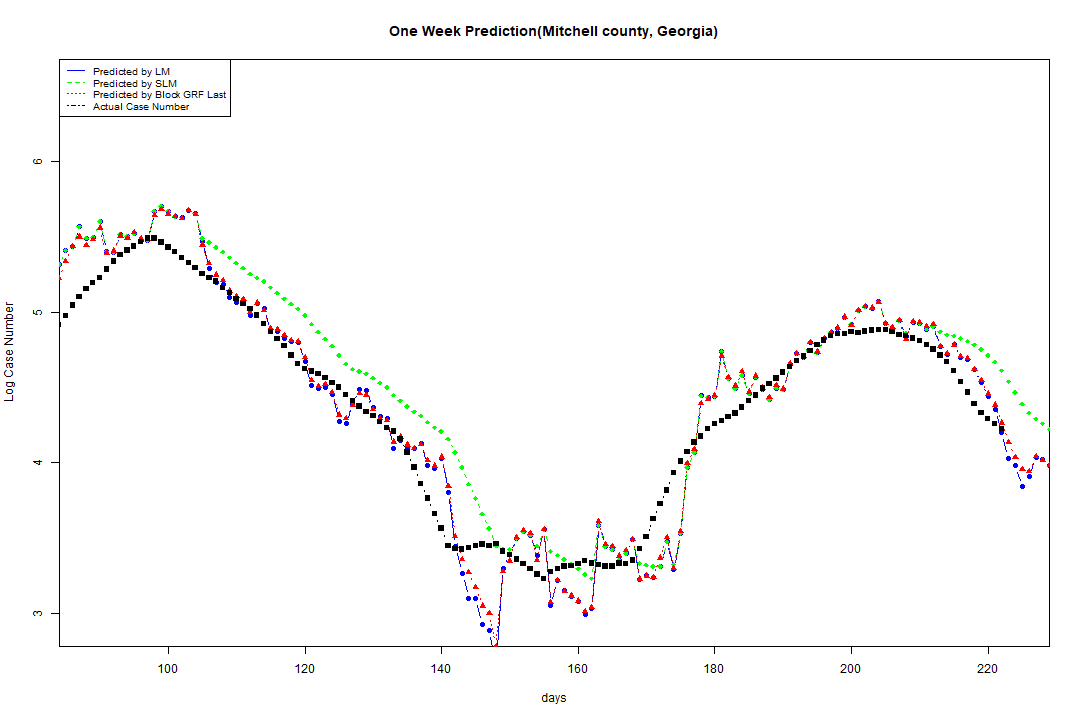 One Week Prediction(Mitchell county, Georgia)
Predicted by LM
Predicted by SLM
Predicted by Block GRF Last
Actual Case Number
6
5
4
3
Log Case Number
100 120 140 160 180 200 220
days